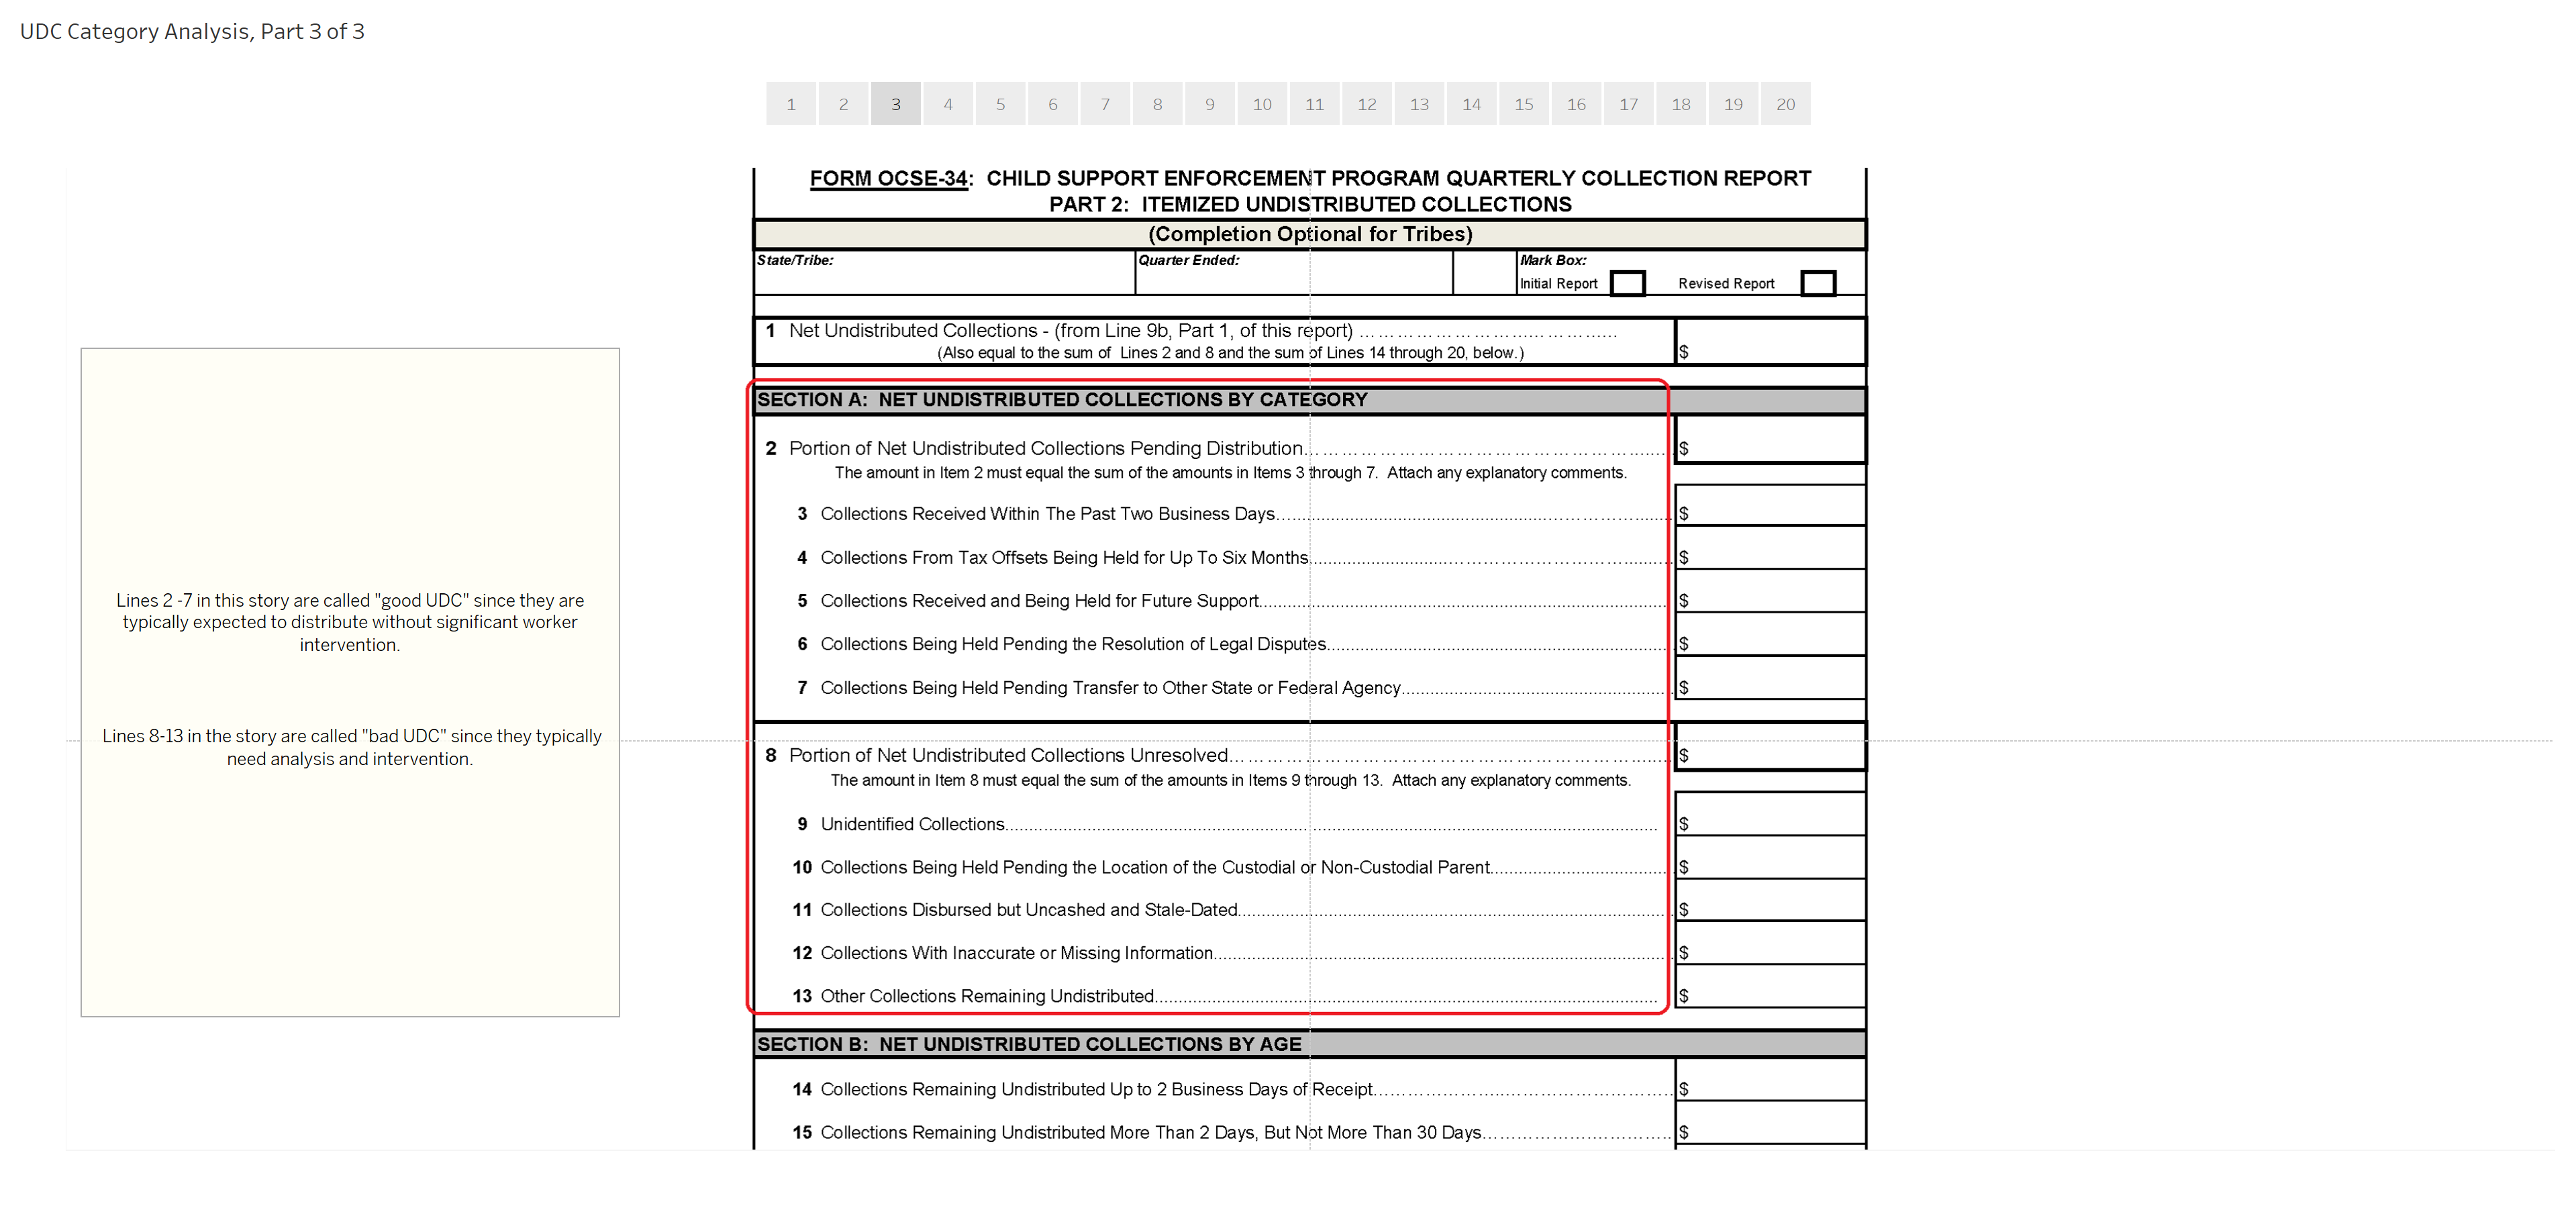 UDC Category Analysis, Part 3 of 3
1 2 3 4 5 6 7 8 9 10 11 12 13 14 15 16 17 18 19 20
Lines 2 -7 in this story are called "good UDC" since they are
typically expected to distribute without significant worker
intervention.
Lines 8-13 in the story are called "bad UDC" since they typically
need analysis and intervention.
FORM OCSE-34: CHILD SUPPORT ENFORCEMENT PROGRAM QUARTERLY COLLECTION REPORT
PART 2: ITEMIZED UNDISTRIBUTED COLLECTIONS
(Completion Optional for Tribes)
State/Tribe: Quarter Ended: Mark Box:
Initial Report Revised Report
1 Net Undistributed Collections - (from Line 9b, Part 1, of this report) ........................
(Also equal to the sum of Lines 2 and 8 and the sum of Lines 14 through 20, below.) $
SECTION A: NET UNDISTRIBUTED COLLECTIONS BY CATEGORY
2 Portion of Net Undistributed Collections Pending Distribution........................ $
The amount in Item 2 must equal the sum of the amounts in Items 3 through 7. Attach any explanatory comments.
3 Collections Received Within The Past Two Business Days........................ $
4 Collections From Tax Offsets Being Held for Up To Six Months........................ $
5 Collections Received and Being Held for Future Support........................ $
6 Collections Being Held Pending the Resolution of Legal Disputes........................ $
7 Collections Being Held Pending Transfer to Other State or Federal Agency........................ $
8 Portion of Net Undistributed Collections Unresolved........................ $
The amount in Item 8 must equal the sum of the amounts in Items 9 through 13. Attach any explanatory comments.
9 Unidentified Collections........................ $
10 Collections Being Held Pending the Location of the Custodial or Non-Custodial Parent........................ $
11 Collections Disbursed but Uncashed and Stale-Dated........................ $
12 Collections With Inaccurate or Missing Information........................ $
13 Other Collections Remaining Undistributed........................ $
SECTION B: NET UNDISTRIBUTED COLLECTIONS BY AGE
14 Collections Remaining Undistributed Up to 2 Business Days of Receipt........................ $
15 Collections Remaining Undistributed More Than 2 Days, But Not More Than 30 Days........................ $